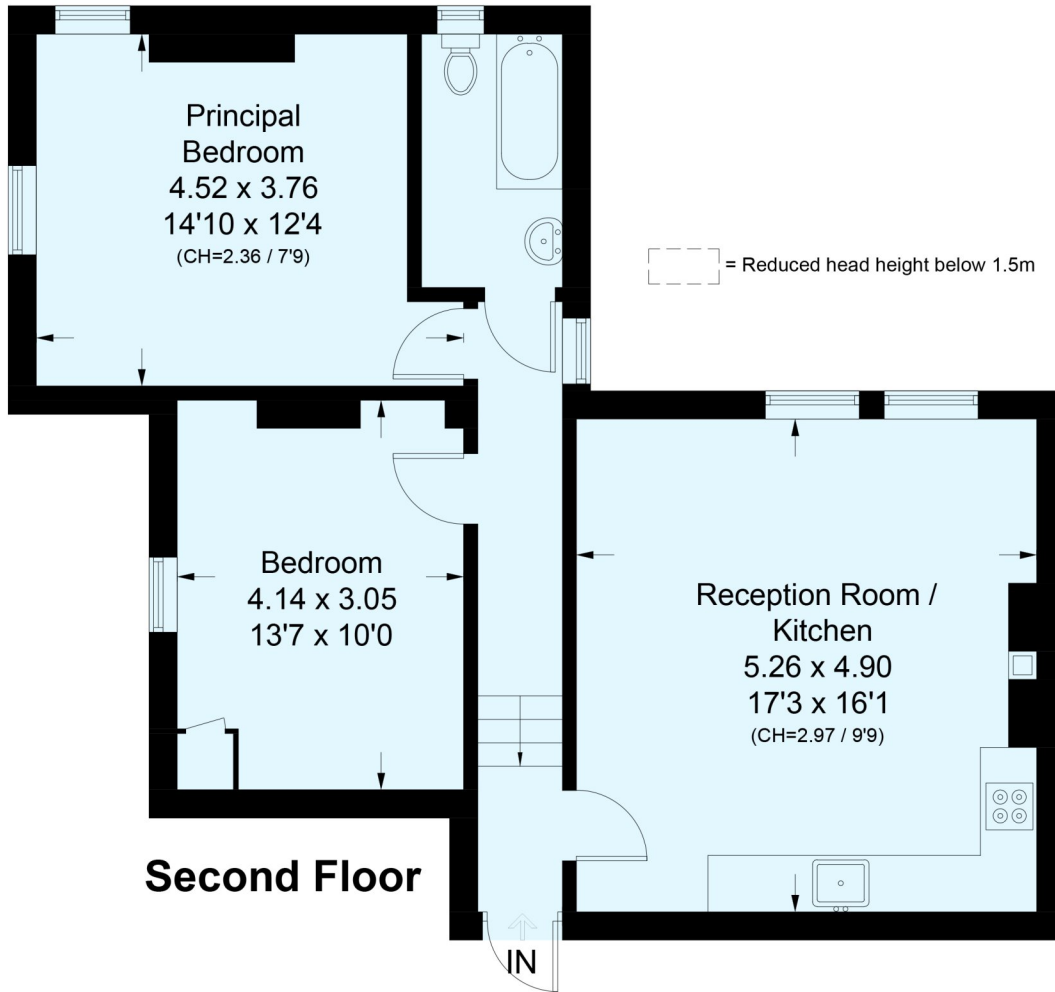 Principal
Bedroom
4.52 x 3.76
14'10 x 12'4
(CH=2.36 / 7'9)
= Reduced head height below 1.5m
Bedroom
4.14 x 3.05
13'7 x 10'0
Reception Room /
Kitchen
5.26 x 4.90
17'3 x 16'1
(CH=2.97 / 9'9)
Second Floor
IN